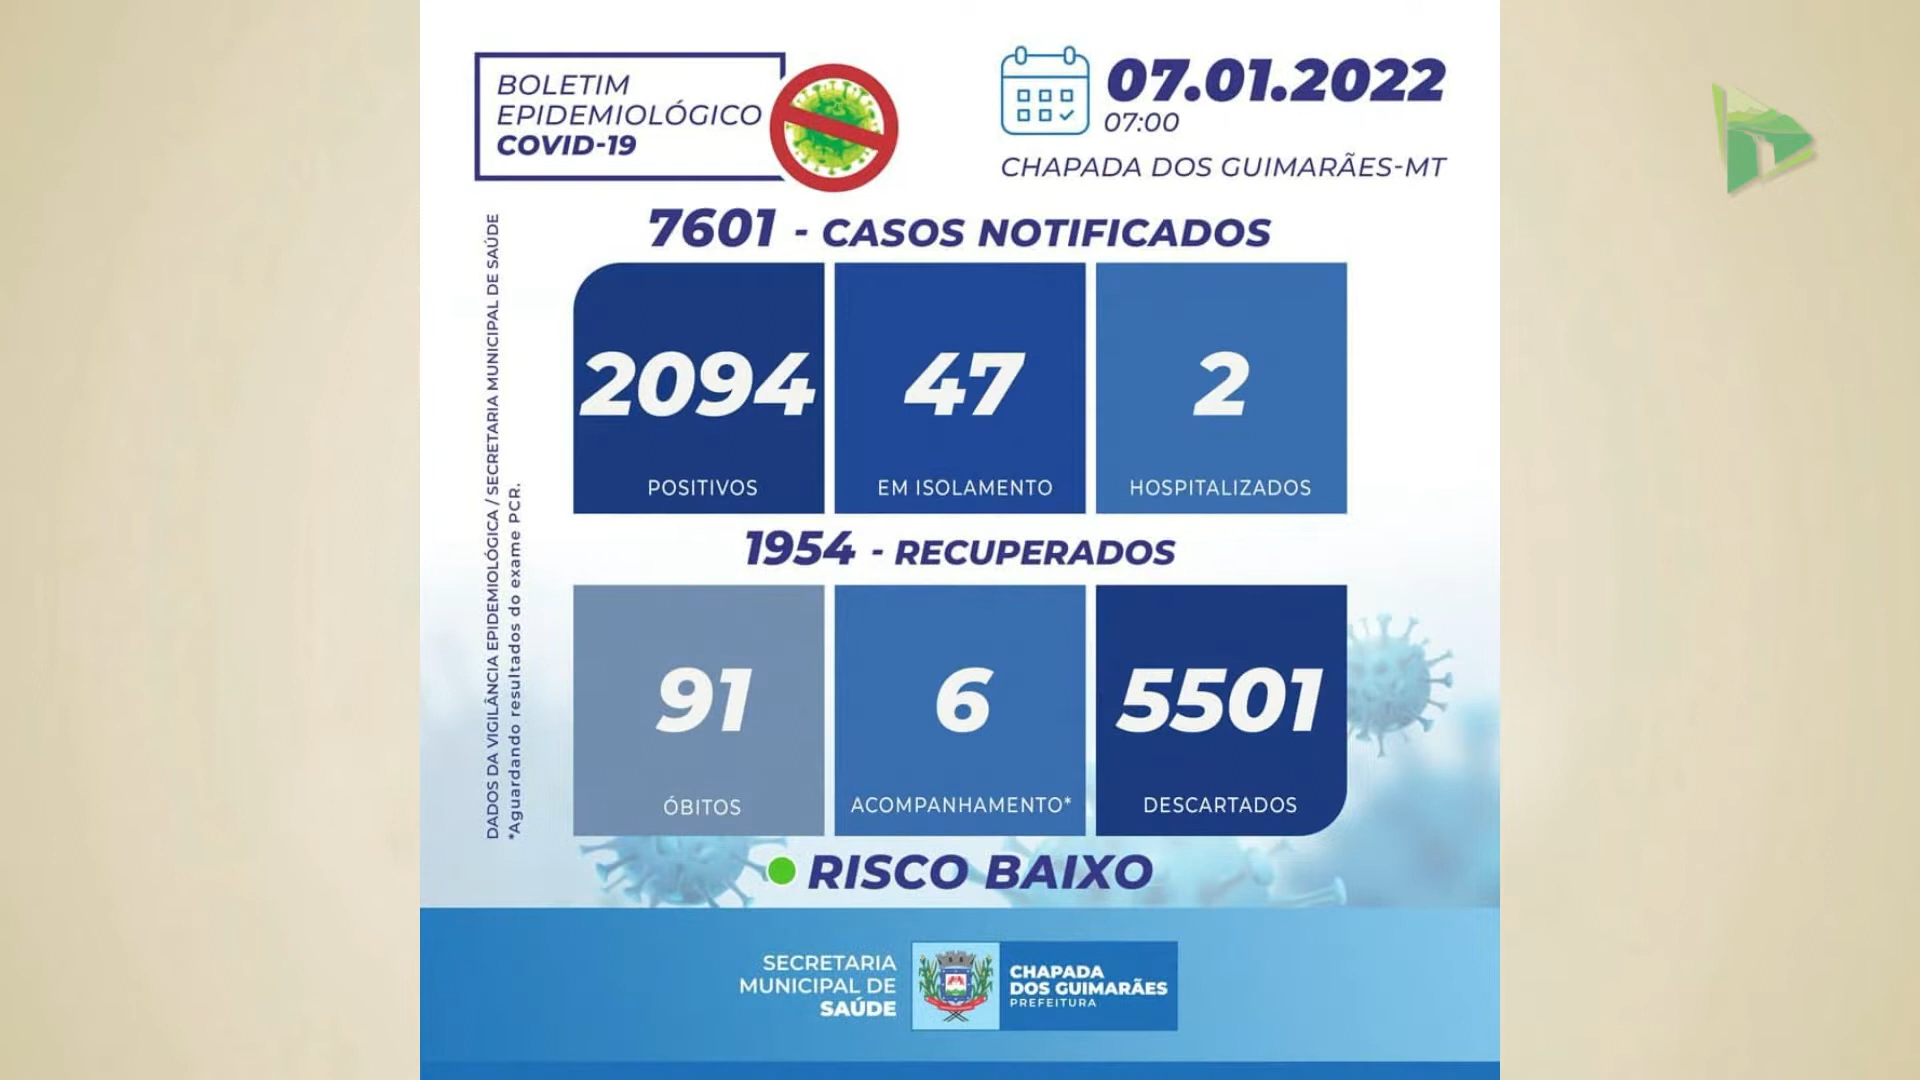 BOLETIM
EPIDEMIOLÓGICO
COVID-19
07.01.2022
07:00
CHAPADA DOS GUIMARÃES-MT
DADOS DA VIGILÂNCIA EPIDEMIOLÓGICA / SECRETARIA MUNICIPAL DE SAÚDE
*Aguardando resultados do exame PCR.
7601 - CASOS NOTIFICADOS
2094
POSITIVOS
47
EM ISOLAMENTO
2
HOSPITALIZADOS
1954 - RECUPERADOS
91
ÓBITOS
6
ACOMPANHAMENTO*
5501
DESCARTADOS
RISCO BAIXO
SECRETARIA
MUNICIPAL DE
SAÚDE
CHAPADA
DOS GUIMARÃES
PREFEITURA